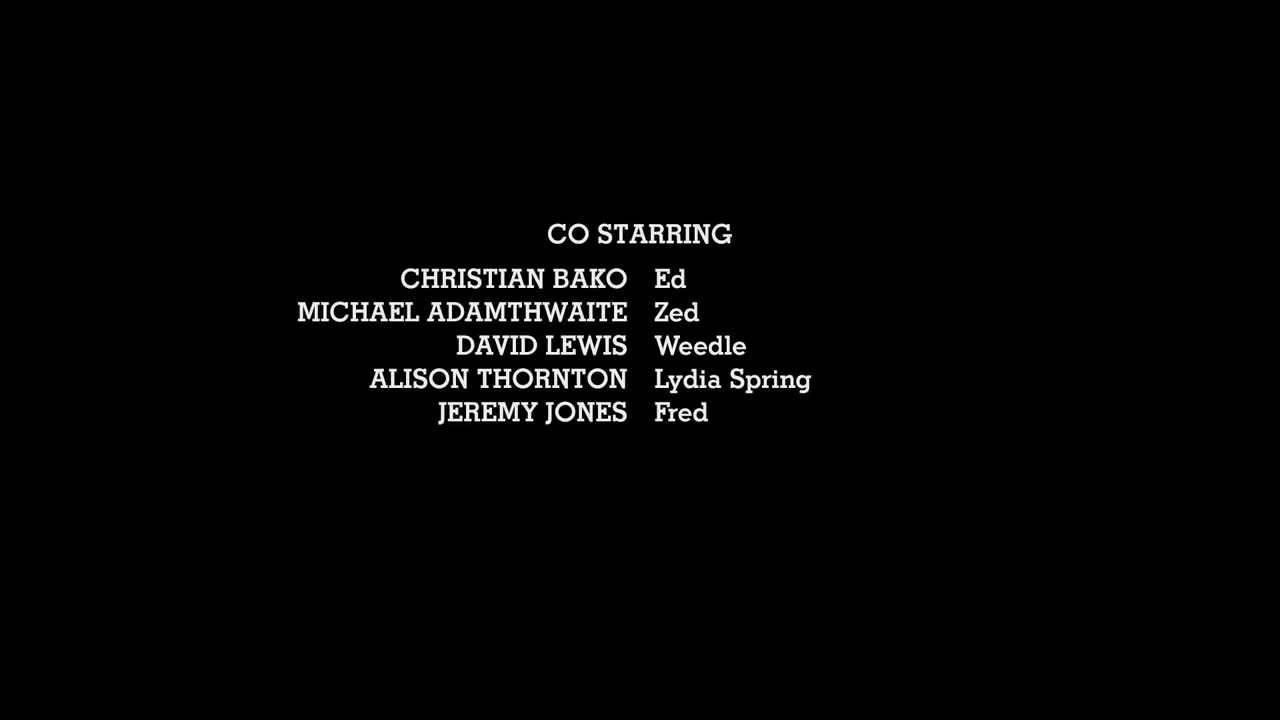 CO STARRING
CHRISTIAN BAKO Ed
MICHAEL ADAMTHWAITE Zed
DAVID LEWIS Weedle
ALISON THORNTON Lydia Spring
JEREMY JONES Fred